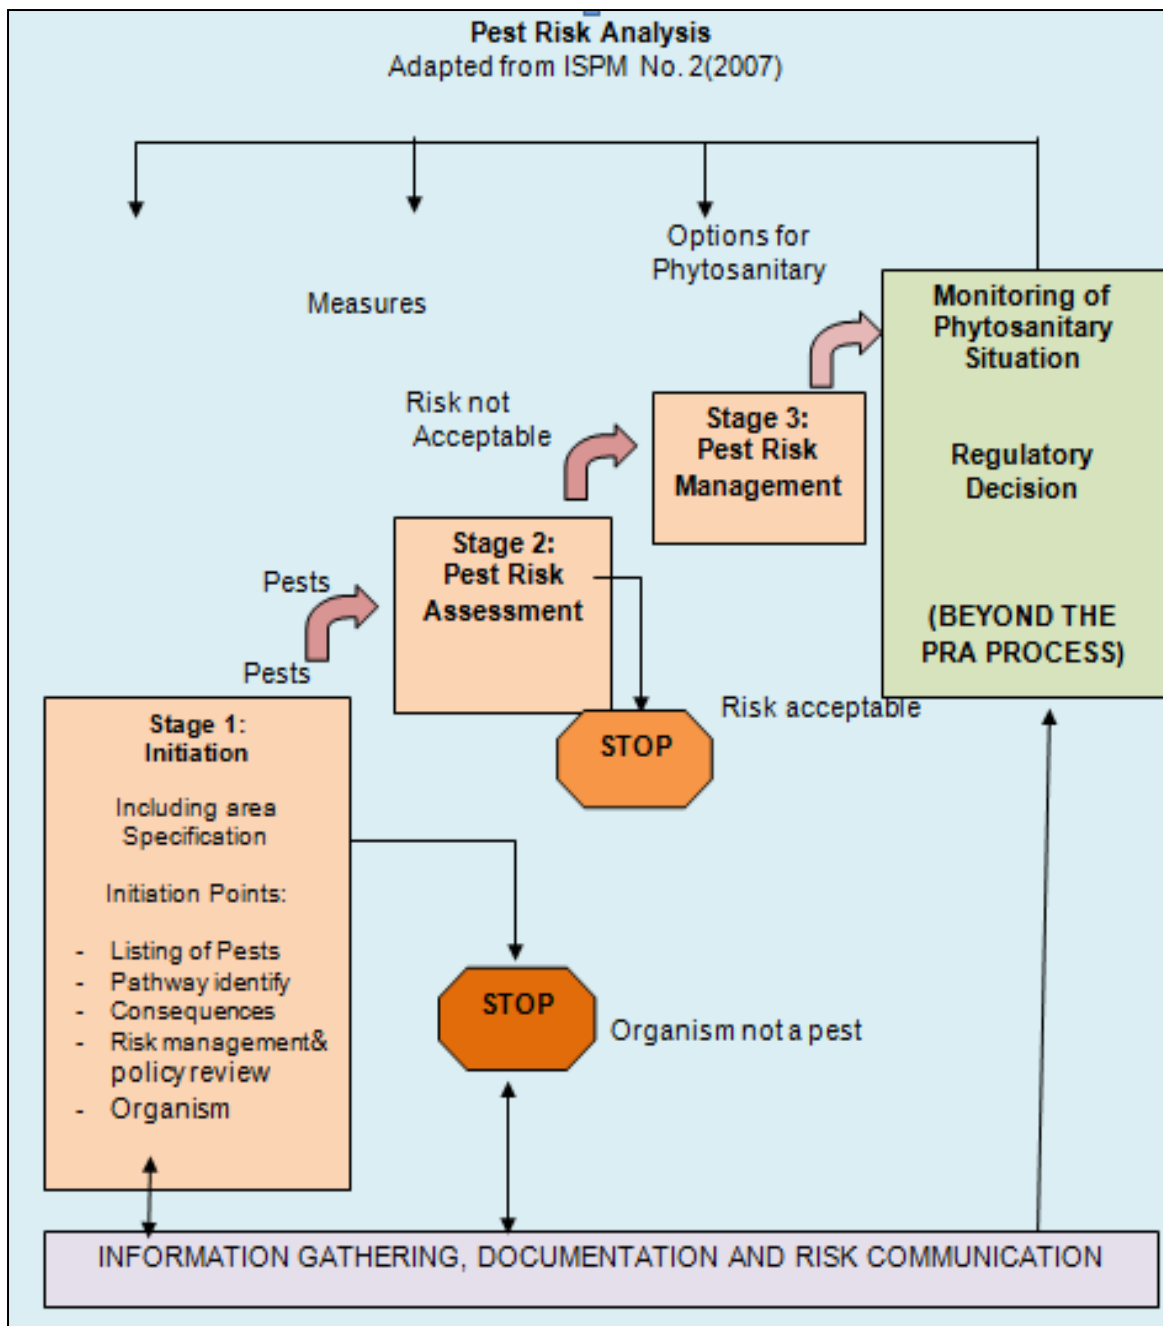 Pest Risk Analysis
Adapted from ISPM No. 2(2007)
Options for
Phytosanitary
Measures
Monitoring of
Phytosanitary
Situation
Regulatory
Decision
(BEYOND THE
PRA PROCESS)
Risk not
Acceptable
Stage 3:
Pest Risk
Management
Stage 2:
Pest Risk
Assessment
Pests
Pests
Risk acceptable
STOP
Stage 1:
Initiation
Including area
Specification
Initiation Points:
- Listing of Pests
- Pathway identify
- Consequences
- Risk management&
policy review
- Organism
STOP
Organism not a pest
INFORMATION GATHERING, DOCUMENTATION AND RISK COMMUNICATION